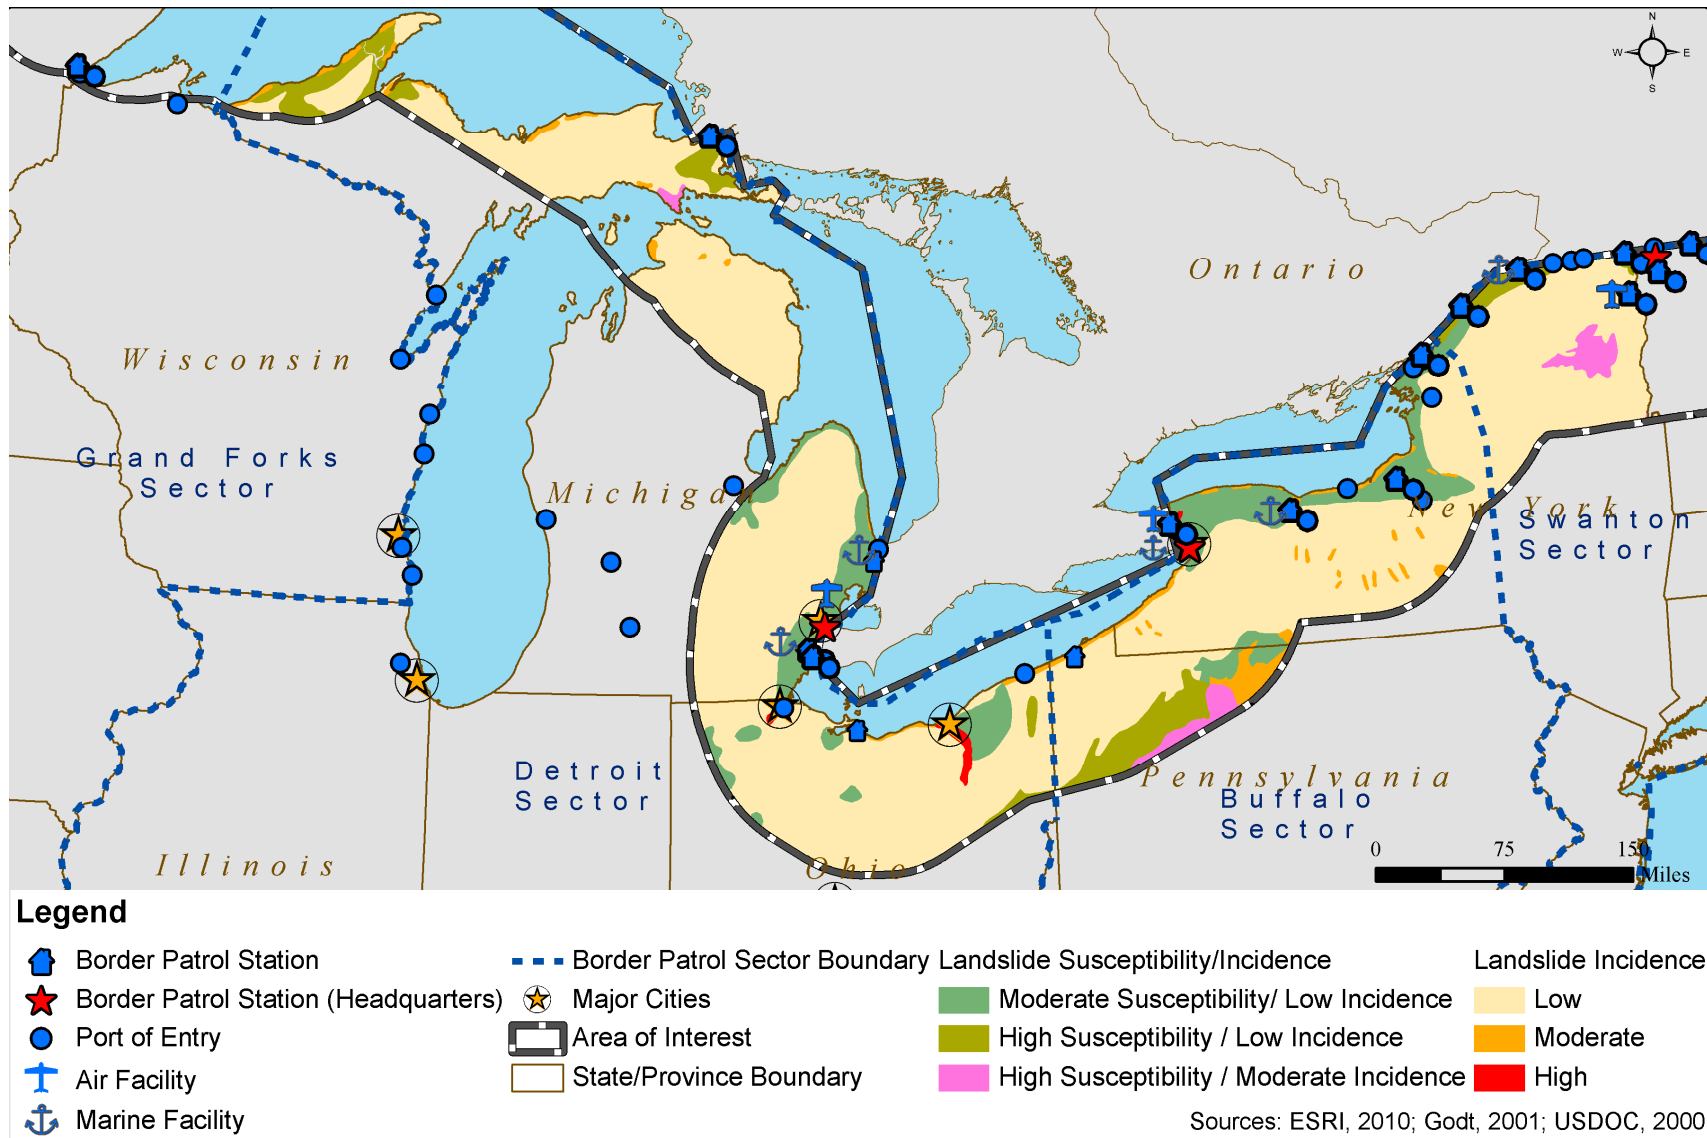 N
W E
S
Ontario
Wisconsin
Grand Forks
Sector
Michigan
New York
Swanton
Sector
Detroit
Sector
Pennsylvania
Buffalo
Sector
Illinois
Ohio
0 75 150
Miles
Legend
Border Patrol Station
Border Patrol Station (Headquarters)
Port of Entry
Air Facility
Marine Facility
Border Patrol Sector Boundary
Major Cities
Area of Interest
State/Province Boundary
Landslide Susceptibility/Incidence
Moderate Susceptibility/ Low Incidence
High Susceptibility / Low Incidence
High Susceptibility / Moderate Incidence
Landslide Incidence
Low
Moderate
High
Sources: ESRI, 2010; Godt, 2001; USDOC, 2000